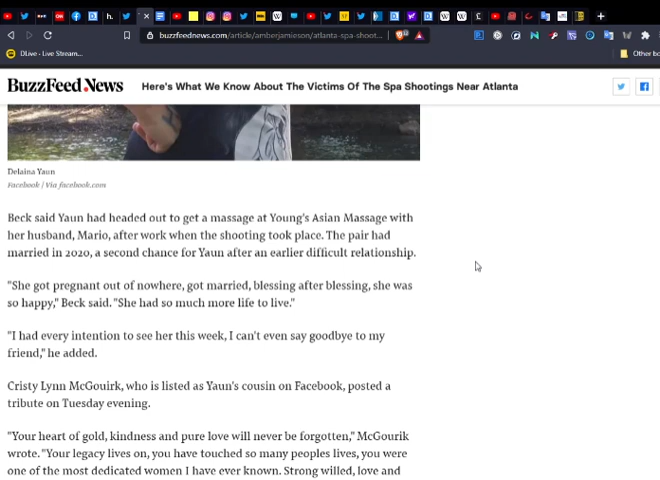 buzzfeednews.com/article/amberjamieson/atlanta-spa-shoot...
DLive - Live Stream...
Other bo
BuzzFeed News
Here's What We Know About The Victims Of The Spa Shootings Near Atlanta
Delaina Yaun
Facebook / Via facebook.com
Beck said Yaun had headed out to get a massage at Young's Asian Massage with
her husband, Mario, after work when the shooting took place. The pair had
married in 2020, a second chance for Yaun after an earlier difficult relationship.
"She got pregnant out of nowhere, got married, blessing after blessing, she was
so happy," Beck said. "She had so much more life to live."
"I had every intention to see her this week, I can't even say goodbye to my
friend," he added.
Cristy Lynn McGouirk, who is listed as Yaun's cousin on Facebook, posted a
tribute on Tuesday evening.
"Your heart of gold, kindness and pure love will never be forgotten," McGourik
wrote. "Your legacy lives on, you have touched so many peoples lives, you were
one of the most dedicated women I have ever known. Strong willed, love and